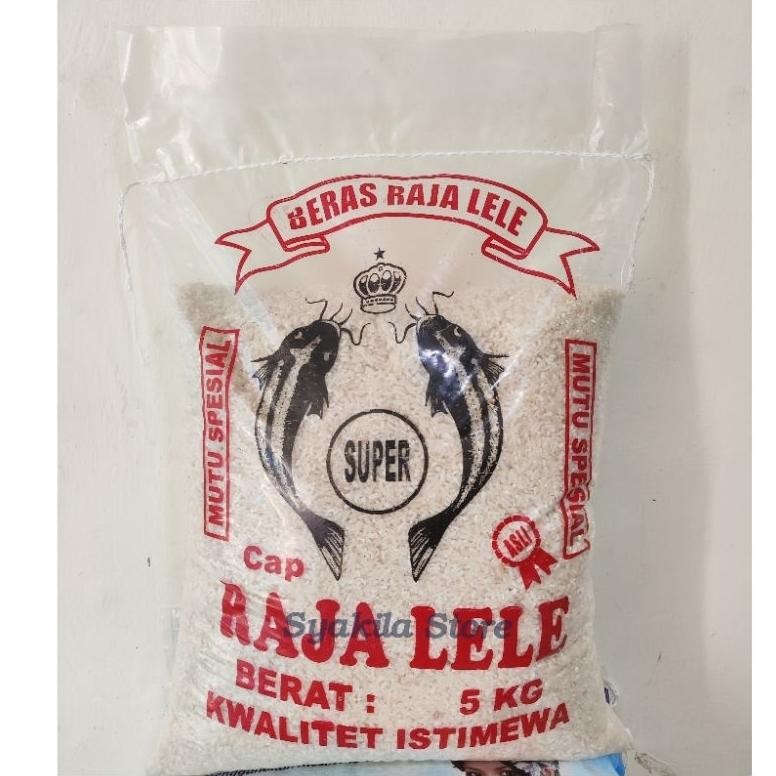 BERAS RAJA LELE
MUTU SPESIAL
MUTU SPESIAL
SUPER
ASLI
Cap
RAJA LELE
Syakila Store
BERAT : 5 KG
KWALITET ISTIMEWA